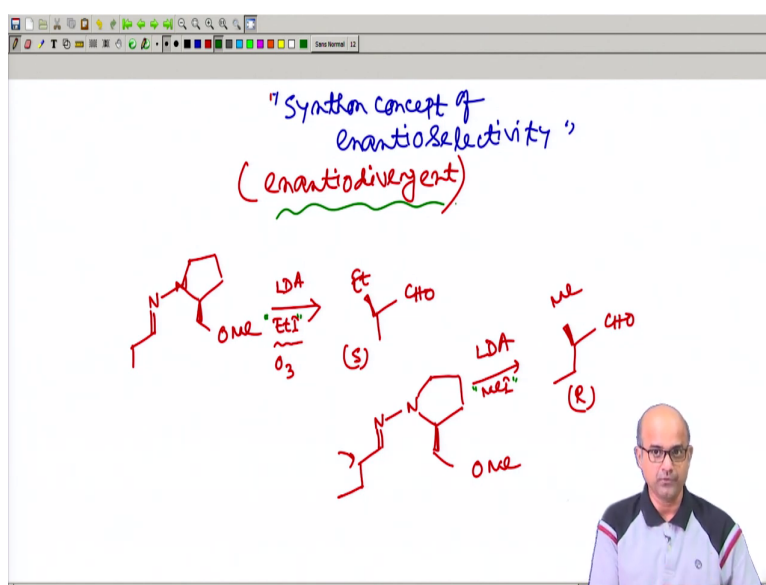 Sans Normal 12
"Synthon concept of
enantioselectivity"
(enantiodivergent)
N N OMe
LDA
"EtI"
O3
Et CHO
(S)
N N OMe
LDA
"MeI"
Me CHO
(R)